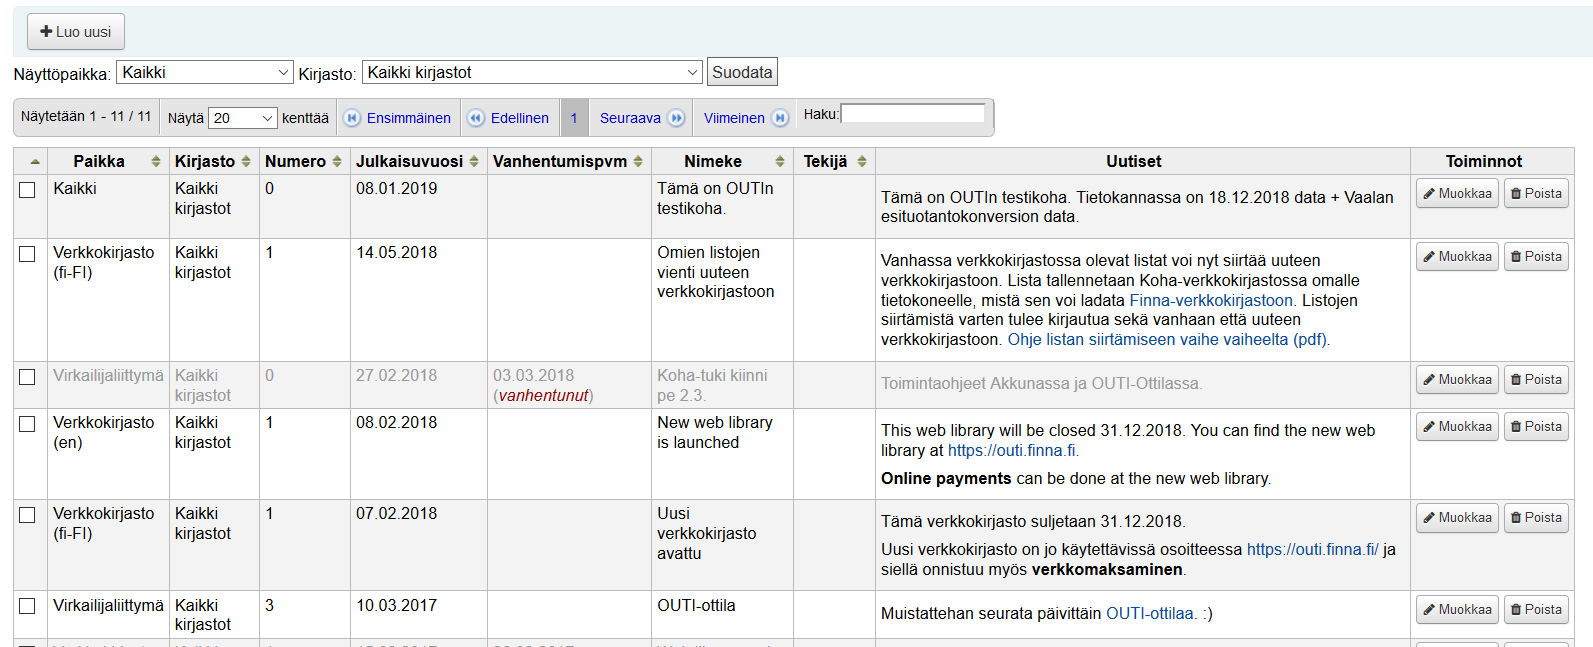 Luo uusi
Näyttöpaikka: Kaikki Kirjasto: Kaikki kirjastot Suodata
Näytetään 1 - 11 / 11 Näytä 20 kenttää Ensimmäinen Edellinen 1 Seuraava Viimeinen Haku:
Paikka Kirjasto Numero Julkaisuvuosi Vanhentumispvm Nimeke Tekijä Uutiset Toiminnot
Kaikki Kaikki kirjastot 0 08.01.2019 Tämä on OUTIn testikoha. Tämä on OUTIn testikoha. Tietokannassa on 18.12.2018 data + Vaalan
esituotantokonversion data. Muokkaa Poista
Verkkokirjasto (fi-FI) Kaikki kirjastot 1 14.05.2018 Omien listojen vienti uuteen verkkokirjastoon Vanhassa verkkokirjastossa olevat listat voi nyt siirtää uuteen
verkkokirjastoon. Lista tallennetaan Koha-verkkokirjastossa omalle
tietokoneelle, mistä sen voi ladata Finna-verkkokirjastoon. Listojen
siirtämistä varten tulee kirjautua sekä vanhaan että uuteen
verkkokirjastoon. Ohje listan siirtämiseen vaihe vaiheelta (pdf). Muokkaa Poista
Virkailijaliittymä Kaikki kirjastot 0 27.02.2018 03.03.2018 (vanhentunut) Koha-tuki kiinni pe 2.3. Toimintaohjeet Akkunassa ja OUTI-Ottilassa. Muokkaa Poista
Verkkokirjasto (en) Kaikki kirjastot 1 08.02.2018 New web library is launched This web library will be closed 31.12.2018. You can find the new web
library at https://outi.finna.fi.
Online payments can be done at the new web library. Muokkaa Poista
Verkkokirjasto (fi-FI) Kaikki kirjastot 1 07.02.2018 Uusi verkkokirjasto avattu Tämä verkkokirjasto suljetaan 31.12.2018.
Uusi verkkokirjasto on jo käytettävissä osoitteessa https://outi.finna.fi/ ja
siellä onnistuu myös verkkomaksaminen. Muokkaa Poista
Virkailijaliittymä Kaikki kirjastot 3 10.03.2017 OUTI-ottila Muistattehan seurata päivittäin OUTI-ottilaa. :) Muokkaa Poista